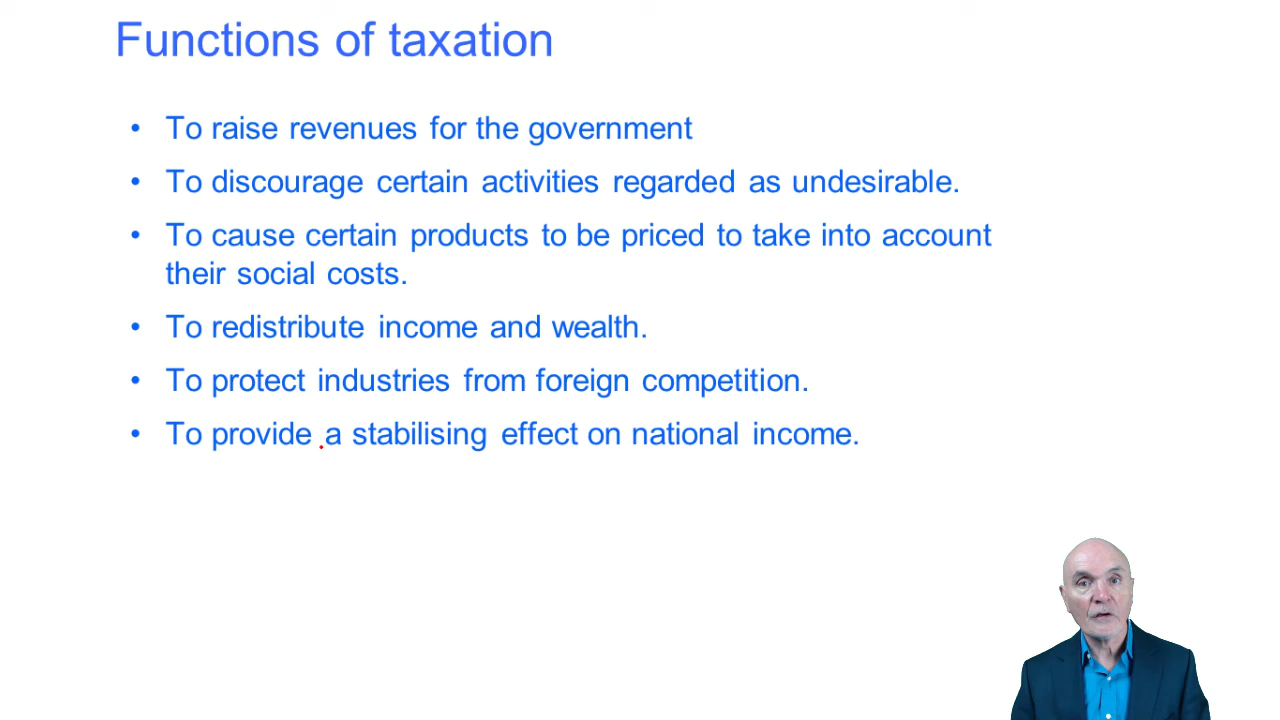 Functions of taxation
• To raise revenues for the government
• To discourage certain activities regarded as undesirable.
• To cause certain products to be priced to take into account
their social costs.
• To redistribute income and wealth.
• To protect industries from foreign competition.
• To provide a stabilising effect on national income.